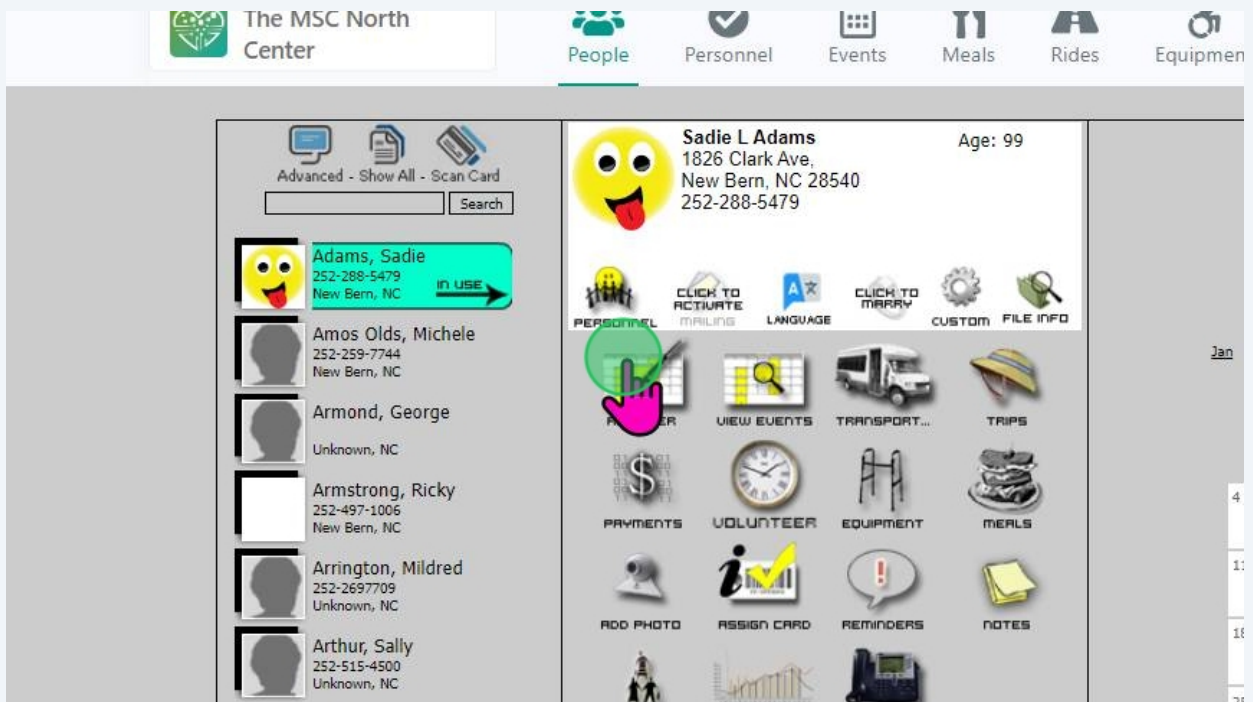 The MSC North
Center
People
Personnel
Events
Meals
Rides
Equipmen
Advanced - Show All - Scan Card
Search
Adams, Sadie
252-288-5479
New Bern, NC
IN USE
Amos Olds, Michele
252-259-7744
New Bern, NC
Armond, George
Unknown, NC
Armstrong, Ricky
252-497-1006
New Bern, NC
Arrington, Mildred
252-2697709
Unknown, NC
Arthur, Sally
252-515-4500
Unknown, NC
Sadie L Adams
Age: 99
1826 Clark Ave,
New Bern, NC 28540
252-288-5479
PERSONNEL
CLICK TO
ACTIVATE
MAILING
LANGUAGE
CLICK TO
MARRY
CUSTOM
FILE INFO
VIEW EVENTS
TRANSPORT...
TRIPS
PAYMENTS
VOLUNTEER
EQUIPMENT
MEALS
ADD PHOTO
ASSIGN CARD
REMINDERS
NOTES
Jan
4
11
18